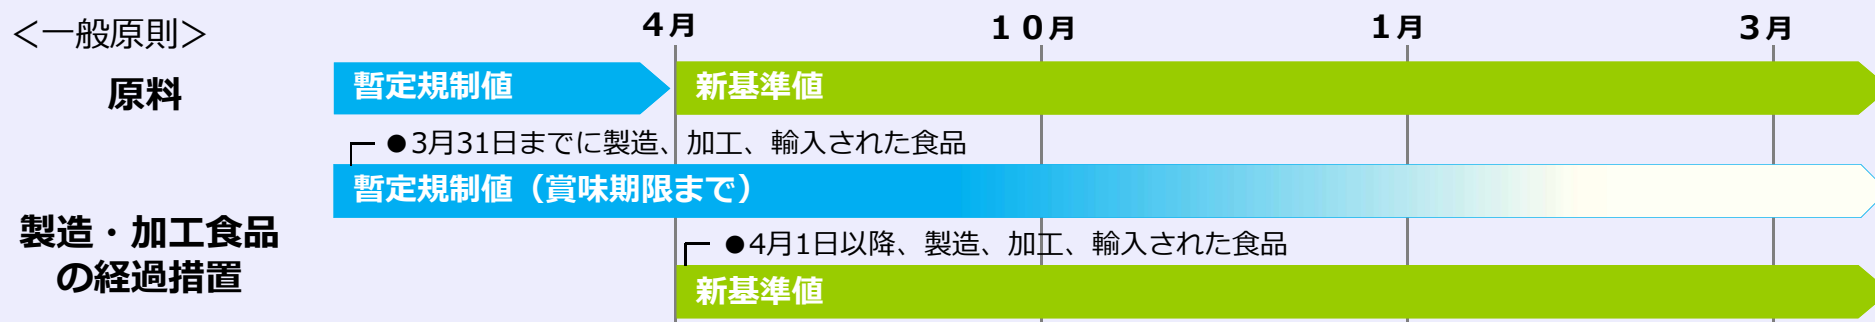 ＜一般原則＞
4月
１０月
1月
3月
原料
暫定規制値
新基準値
●3月31日までに製造、加工、輸入された食品
暫定規制値（賞味期限まで）
製造・加工食品
の経過措置
●4月1日以降、製造、加工、輸入された食品
新基準値